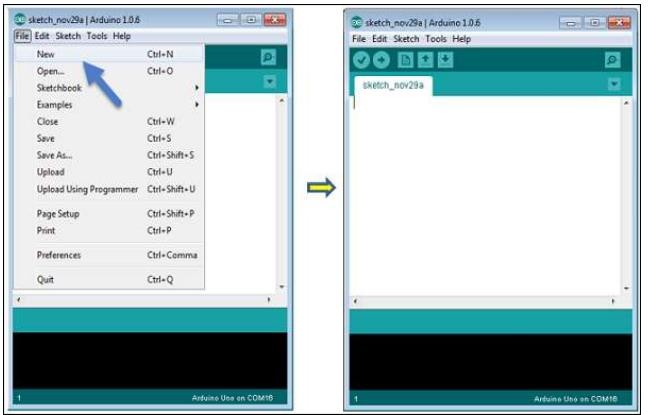 sketch_nov29a | Arduino 1.0.6
File Edit Sketch Tools Help
New Ctrl+N
Open... Ctrl+O
Sketchbook
Examples
Close Ctrl+W
Save Ctrl+S
Save As... Ctrl+Shift+S
Upload Ctrl+U
Upload Using Programmer Ctrl+Shift+U
Page Setup Ctrl+Shift+P
Print Ctrl+P
Preferences Ctrl+Comma
Quit Ctrl+Q
1 Arduino Uno on COM16
sketch_nov29a | Arduino 1.0.6
File Edit Sketch Tools Help
sketch_nov29a
1 Arduino Uno on COM16